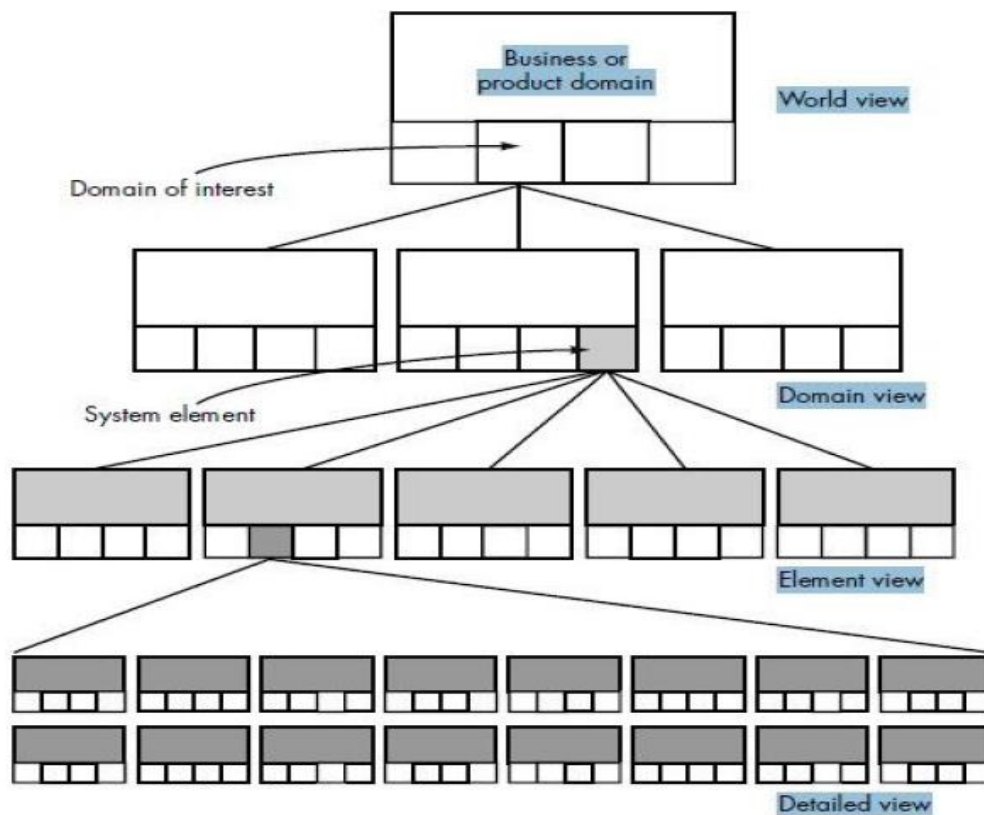 Business or
product domain
World view
Domain of interest
System element
Domain view
Element view
Detailed view